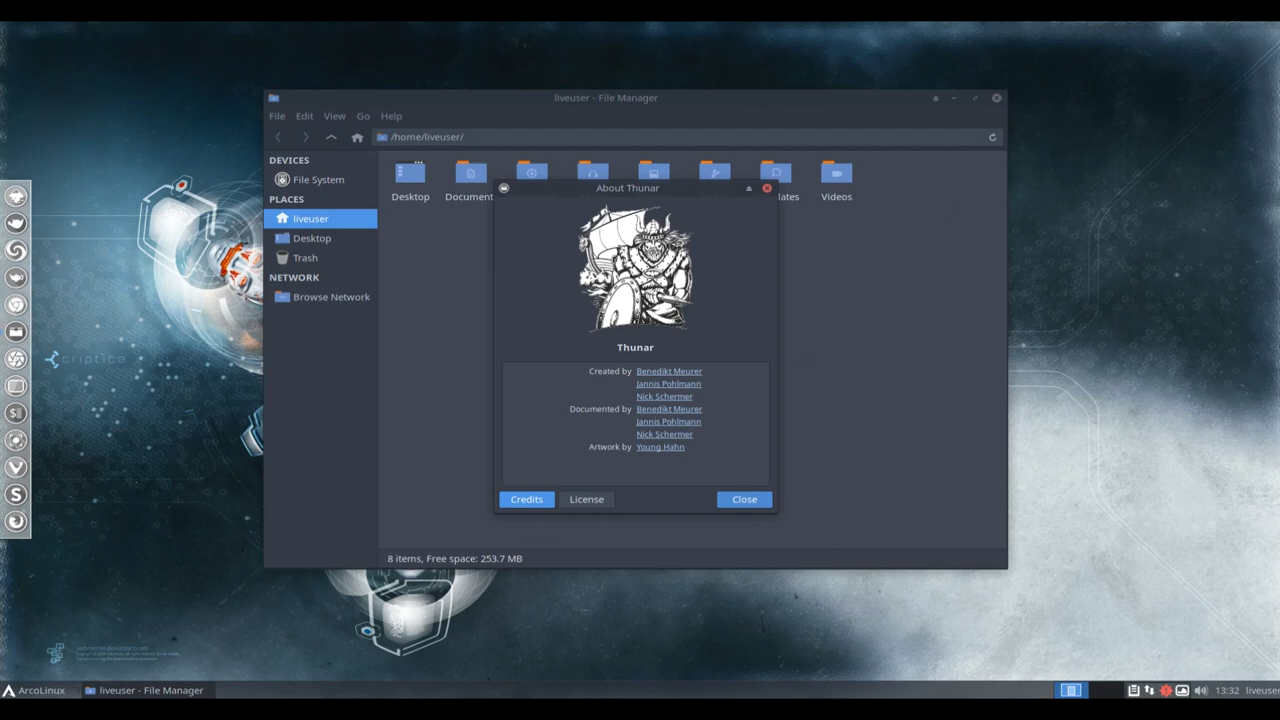 liveuser - File Manager
File Edit View Go Help
/home/liveuser/
DEVICES
File System
PLACES
liveuser
Desktop
Trash
NETWORK
Browse Network
Desktop Document lates Videos
About Thunar
Thunar
Created by Benedikt Meurer
Jannis Pohlmann
Nick Schermer
Documented by Benedikt Meurer
Jannis Pohlmann
Nick Schermer
Artwork by Young Hahn
Credits License Close
8 items, Free space: 253.7 MB
criptica
ArcoLinux liveuser - File Manager 13:32 liveuser